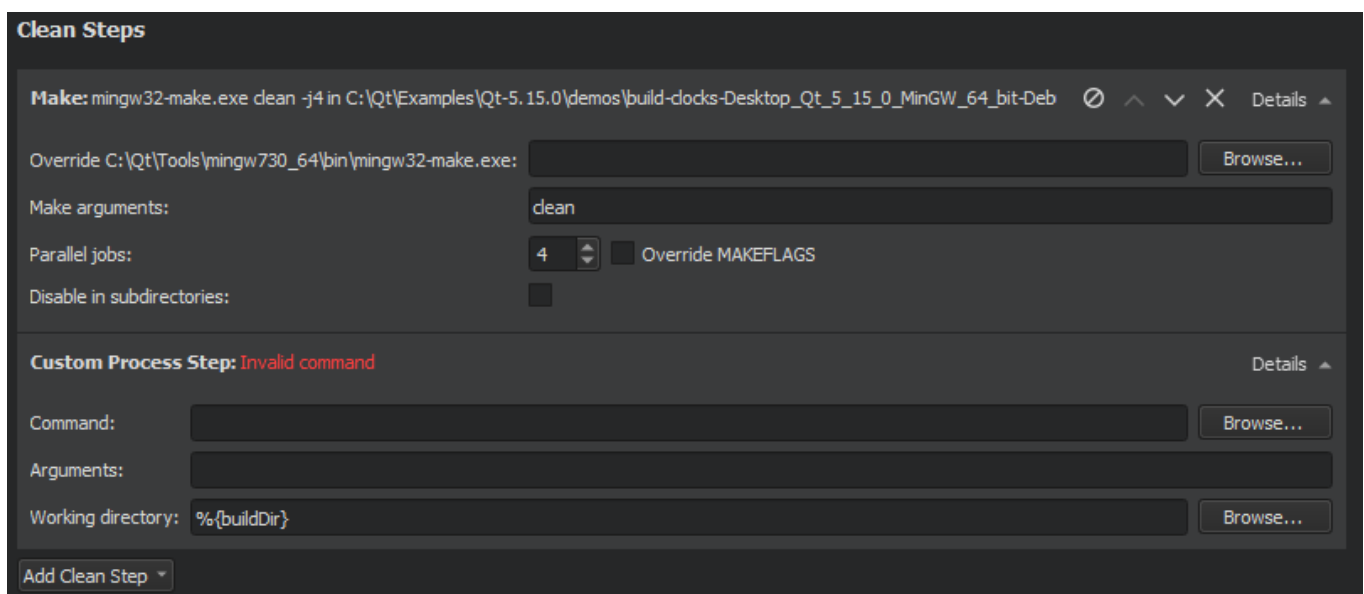 Clean Steps
Make: mingw32-make.exe clean -j4 in C:\Qt\Examples\Qt-5.15.0\demos\build-clocks-Desktop_Qt_5_15_0_MinGW_64_bit-Deb Details
Override C:\Qt\Tools\mingw730_64\bin\mingw32-make.exe: Browse...
Make arguments: clean
Parallel jobs: 4 Override MAKEFLAGS
Disable in subdirectories:
Custom Process Step: Invalid command Details
Command: Browse...
Arguments:
Working directory: %{buildDir} Browse...
Add Clean Step